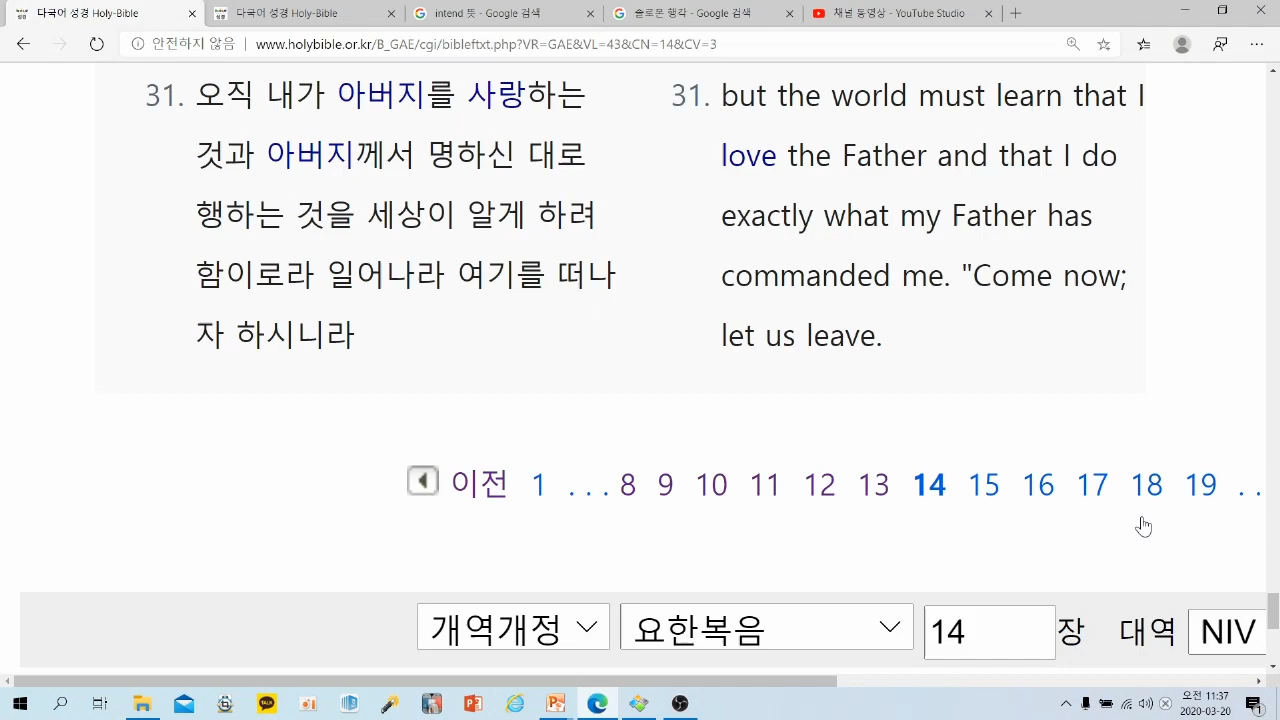 다국어 성경 Holy-Bible
다국어 성경 Holy-Bible
intend 뜻 - Google 검색
솔로몬 행각 - Google 검색
채널 동영상 - YouTube Studio
안전하지 않음
www.holybible.or.kr/B_GAE/cgi/bibleftxt.php?VR=GAE&VL=43&CN=14&CV=3
31. 오직 내가 아버지를 사랑하는
것과 아버지께서 명하신 대로
행하는 것을 세상이 알게 하려
함이로라 일어나라 여기를 떠나
자 하시니라
31. but the world must learn that I
love the Father and that I do
exactly what my Father has
commanded me. "Come now;
let us leave.
이전 1 ... 8 9 10 11 12 13 14 15 16 17 18 19 ..
개역개정 요한복음 14 장 대역 NIV
TALK
오전 11:37
2020-03-20